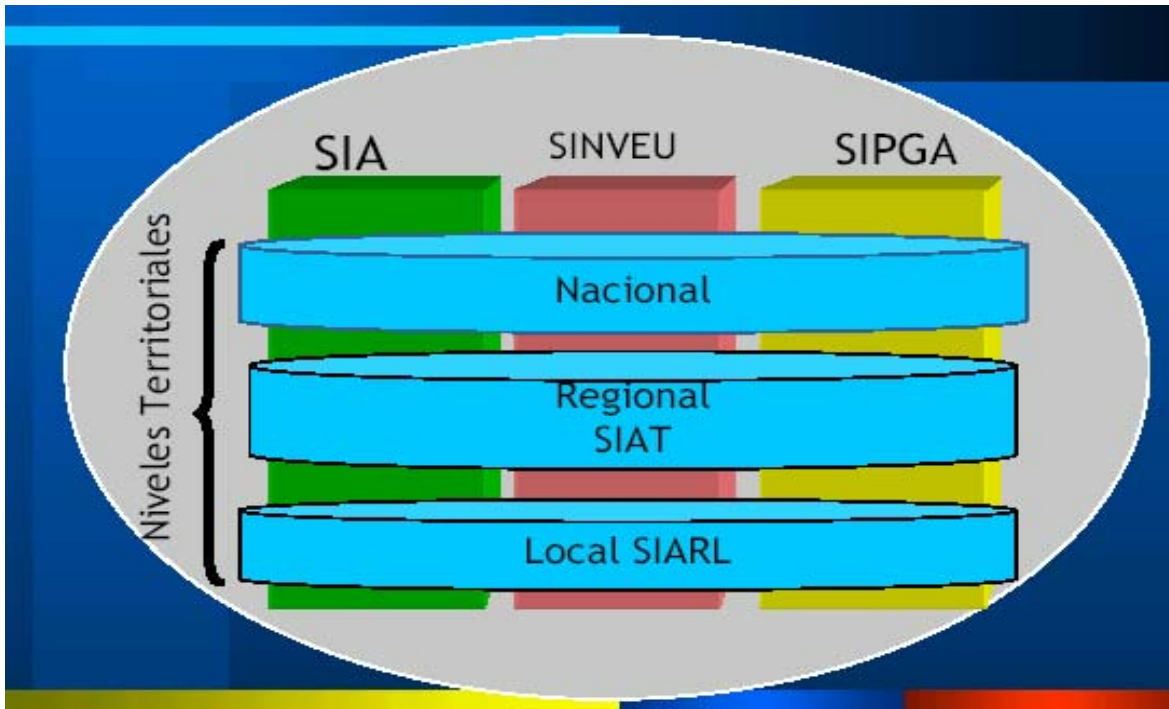 SIA
SINVEU
SIPGA
Niveles Territoriales
Nacional
Regional
SIAT
Local SIARL